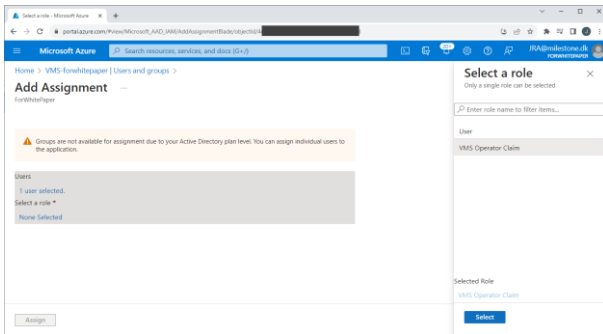 Select a role - Microsoft Azure
portal.azure.com/#view/Microsoft_AAD_IAM/AddAssignmentBlade/objectId/4
Microsoft Azure
Search resources, services, and docs (G+/)
JRA@milestone.dk
FORWHITEPAPER
Home > VMS-forwhitepaper | Users and groups >
Add Assignment ...
ForWhitePaper
Groups are not available for assignment due to your Active Directory plan level. You can assign individual users to
the application.
Users
1 user selected.
Select a role *
None Selected
Assign
Select a role
Only a single role can be selected
Enter role name to filter items...
User
VMS Operator Claim
Selected Role
VMS Operator Claim
Select